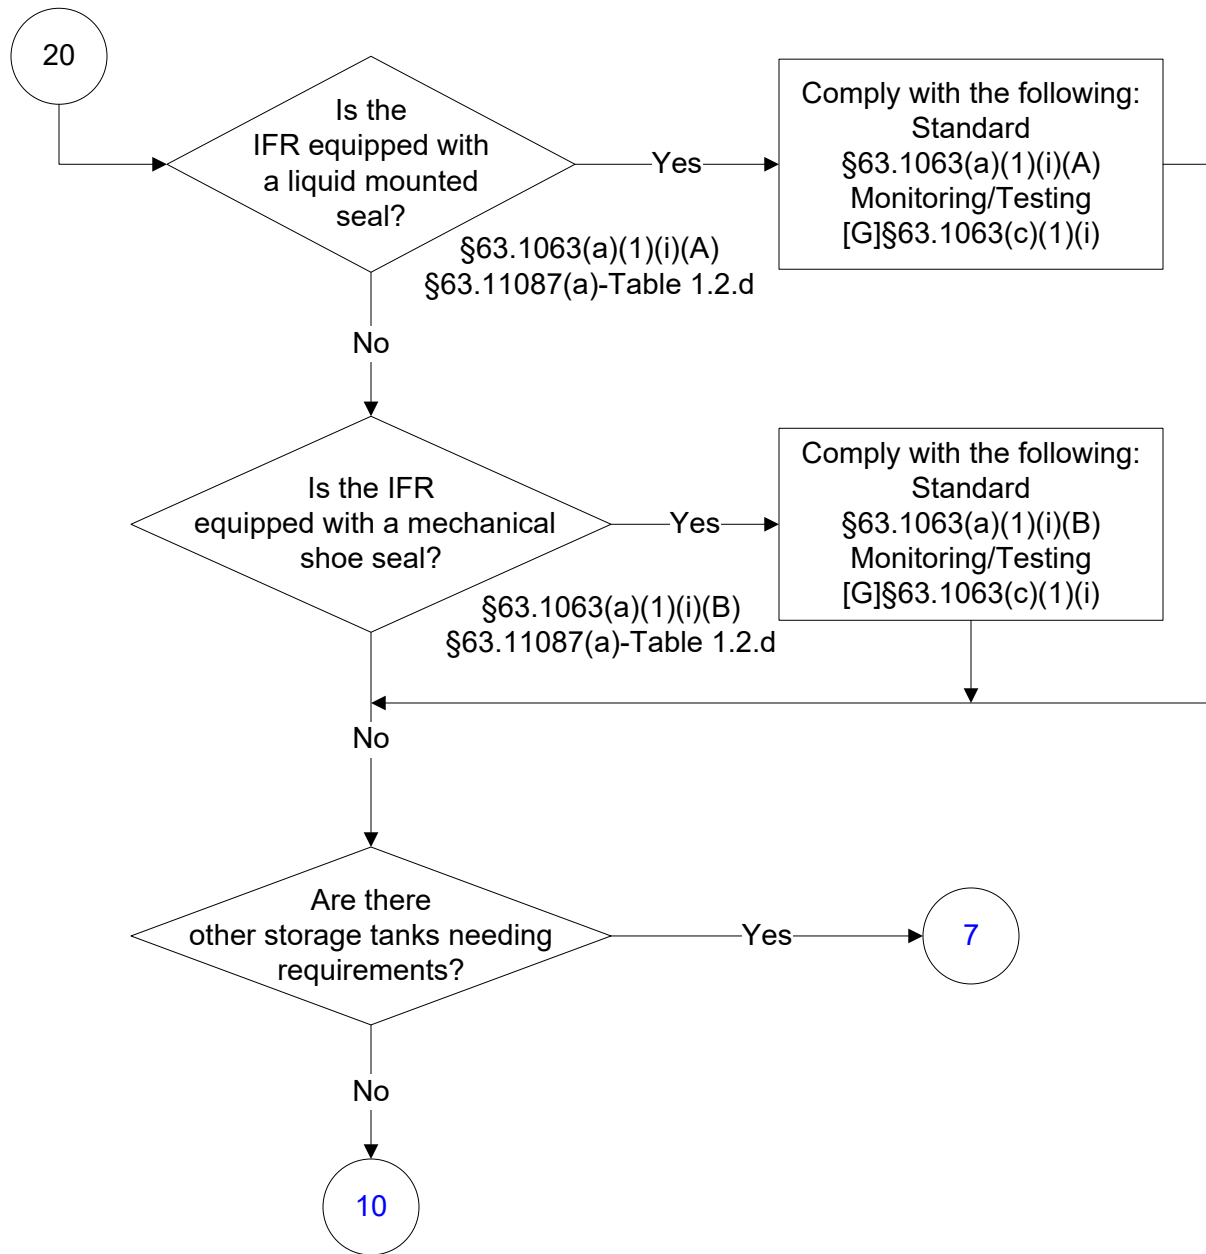 20
Is the
IFR equipped with
a liquid mounted
seal?
Yes
Comply with the following:
Standard
§63.1063(a)(1)(i)(A)
Monitoring/Testing
[G]§63.1063(c)(1)(i)
§63.1063(a)(1)(i)(A)
§63.11087(a)-Table 1.2.d
No
Is the IFR
equipped with a mechanical
shoe seal?
Yes
Comply with the following:
Standard
§63.1063(a)(1)(i)(B)
Monitoring/Testing
[G]§63.1063(c)(1)(i)
§63.1063(a)(1)(i)(B)
§63.11087(a)-Table 1.2.d
No
Are there
other storage tanks needing
requirements?
Yes
7
No
10